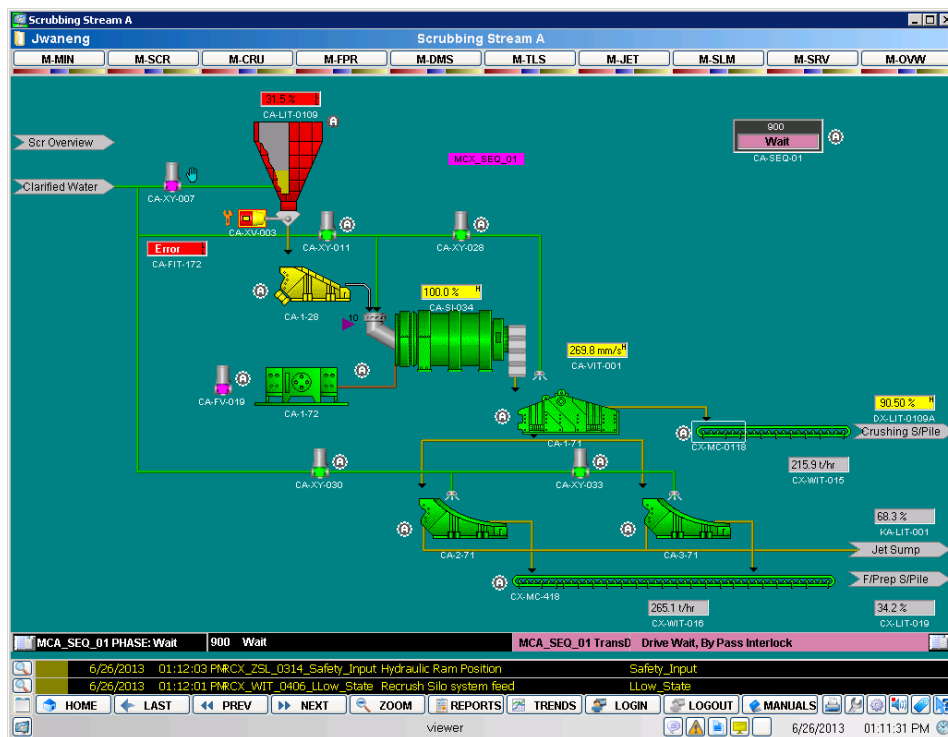 Scrubbing Stream A
Jwaneng Scrubbing Stream A
M-MIN M-SCR M-CRU M-FPR M-DMS M-TLS M-JET M-SLM M-SRV M-OVW
31.5 %
CA-LIT-0109
A
900
Wait
A
CA-SEQ-01
Scr Overview
MCX_SEQ_01
Clarified Water
CA-XY-007
CA-XV-003
A
CA-XY-011
A
CA-XY-028
Error
CA-FIT-172
A
CA-1-28
100.0 % H
CA-SI-034
10
269.8 mm/s H
CA-VIT-001
A
CA-FV-019
A
CA-1-72
A
CA-1-71
90.50 % H
DX-LIT-0109A
A
CX-MC-0118
Crushing S/Pile
215.9 t/hr
CX-WIT-015
A
CA-XY-030
A
CA-XY-033
A
CA-2-71
A
CA-3-71
68.3 %
KA-LIT-001
Jet Sump
A
CX-MC-418
F/Prep S/Pile
265.1 t/hr
CX-WIT-016
34.2 %
CX-LIT-019
MCA_SEQ_01 PHASE: Wait 900 Wait MCA_SEQ_01 TransD Drive Wait, By Pass Interlock
6/26/2013 01:12:03 PM RCX_ZSL_0314_Safety_Input Hydraulic Ram Position Safety_Input
6/26/2013 01:12:01 PM RCX_WIT_0406_LLow_State Recrush Silo system feed LLow_State
HOME LAST PREV NEXT ZOOM REPORTS TRENDS LOGIN LOGOUT MANUALS
viewer 6/26/2013 01:11:31 PM